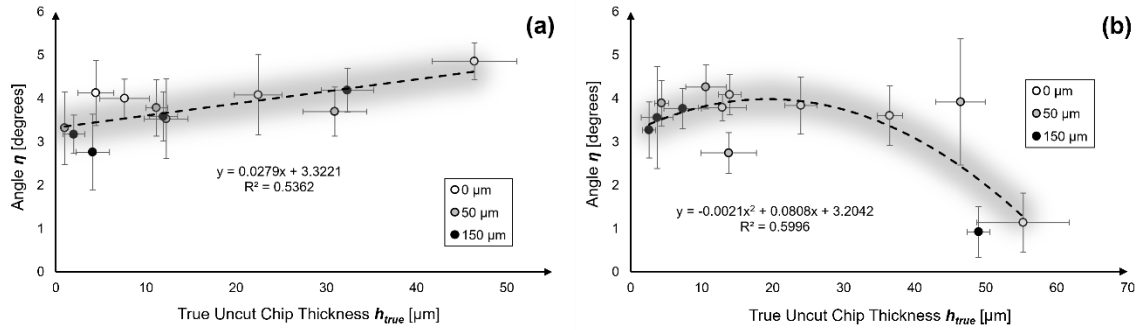 (a)
6
5
4
3
2
1
0
Angle η [degrees]
y = 0.0279x + 3.3221
R² = 0.5362
0 µm
50 µm
150 µm
0 10 20 30 40 50
True Uncut Chip Thickness h_true [µm]
(b)
6
5
4
3
2
1
0
Angle η [degrees]
0 µm
50 µm
150 µm
y = -0.0021x² + 0.0808x + 3.2042
R² = 0.5996
0 10 20 30 40 50 60 70
True Uncut Chip Thickness h_true [µm]